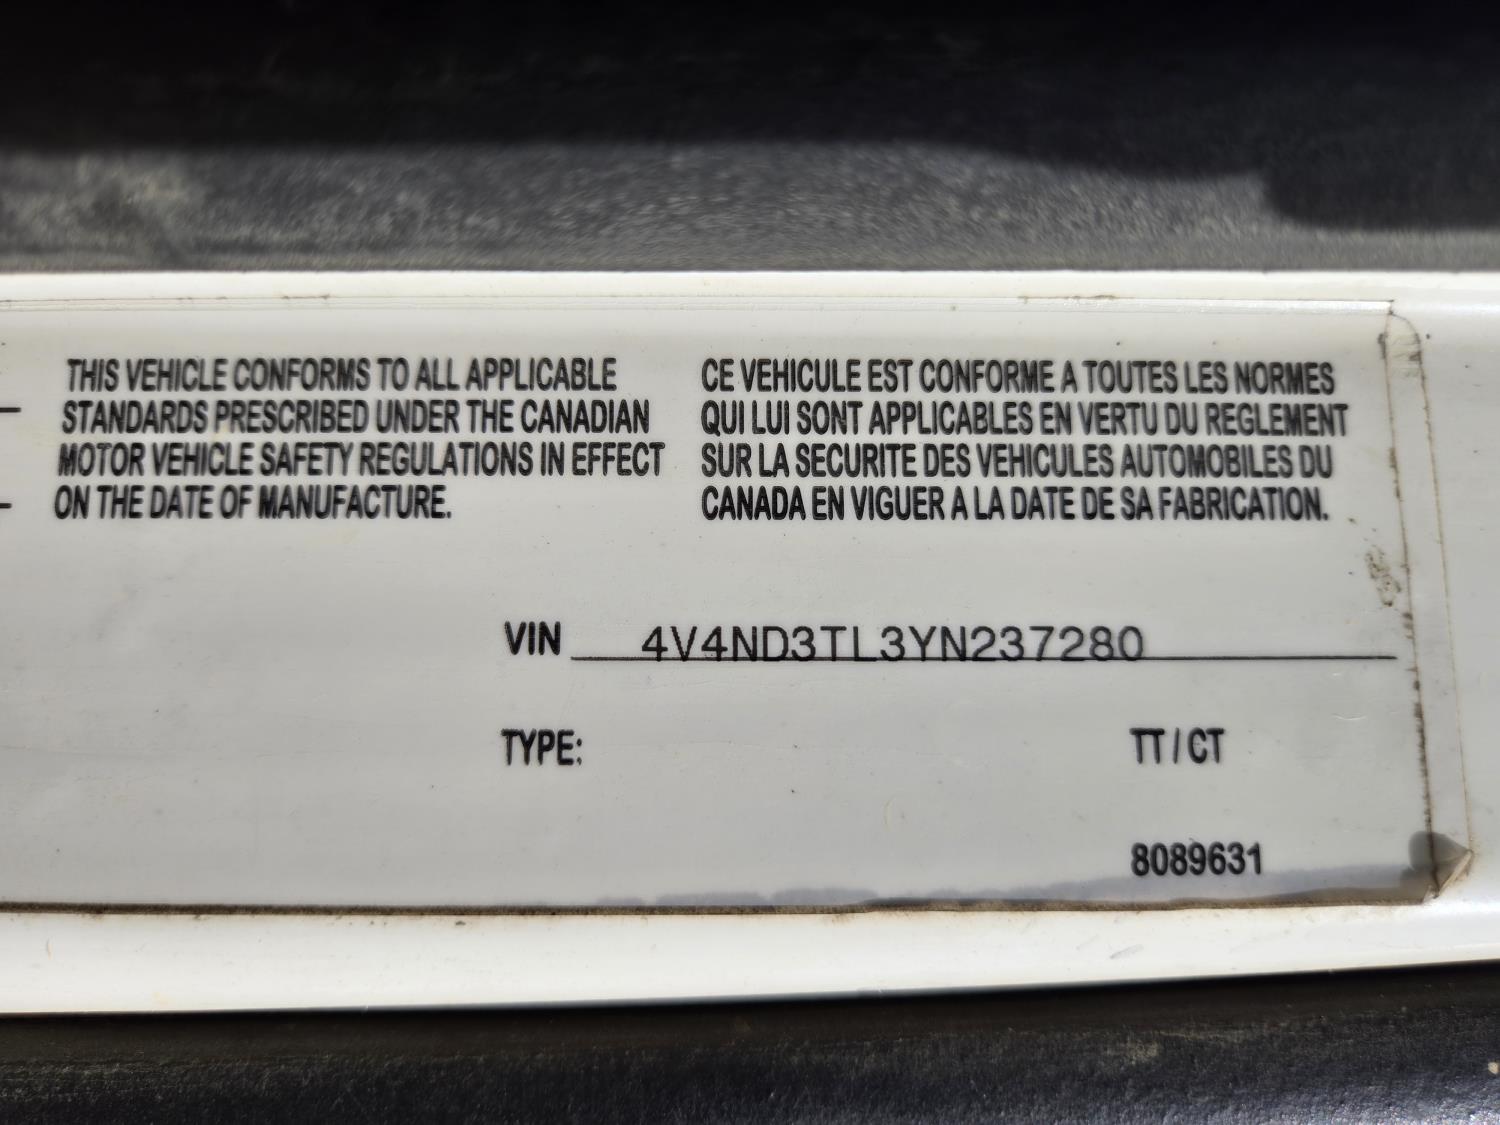 THIS VEHICLE CONFORMS TO ALL APPLICABLE
STANDARDS PRESCRIBED UNDER THE CANADIAN
MOTOR VEHICLE SAFETY REGULATIONS IN EFFECT
ON THE DATE OF MANUFACTURE.
CE VEHICULE EST CONFORME A TOUTES LES NORMES
QUI LUI SONT APPLICABLES EN VERTU DU REGLEMENT
SUR LA SECURITE DES VEHICULES AUTOMOBILES DU
CANADA EN VIGUER A LA DATE DE SA FABRICATION.
VIN 4V4ND3TL3YN237280
TYPE: TT/CT
8089631